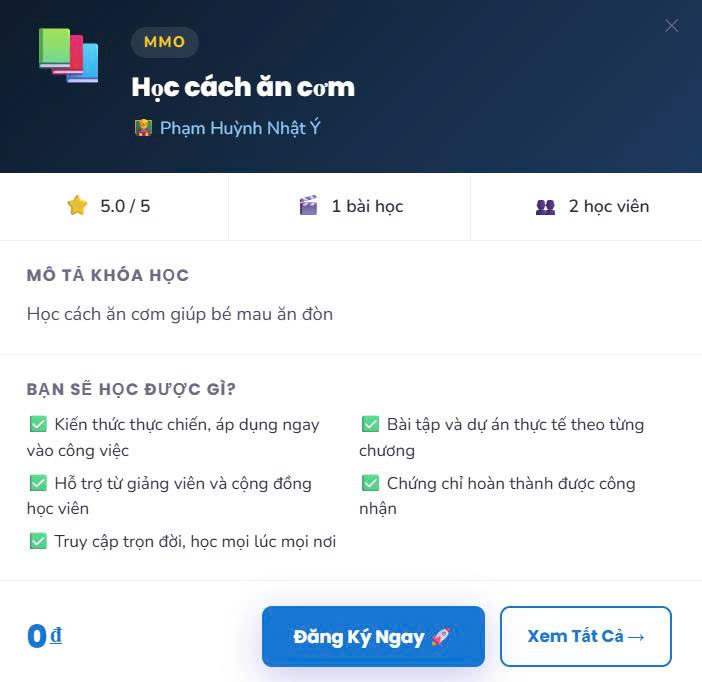 MMO
Học cách ăn cơm
Phạm Huỳnh Nhật Ý
5.0 / 5
1 bài học
2 học viên
MÔ TẢ KHÓA HỌC
Học cách ăn cơm giúp bé mau ăn đòn
BẠN SẼ HỌC ĐƯỢC GÌ?
✅ Kiến thức thực chiến, áp dụng ngay
vào công việc
✅ Bài tập và dự án thực tế theo từng
chương
✅ Hỗ trợ từ giảng viên và cộng đồng
học viên
✅ Chứng chỉ hoàn thành được công
nhận
✅ Truy cập trọn đời, học mọi lúc mọi nơi
0 ₫
Đăng Ký Ngay 🚀
Xem Tất Cả →